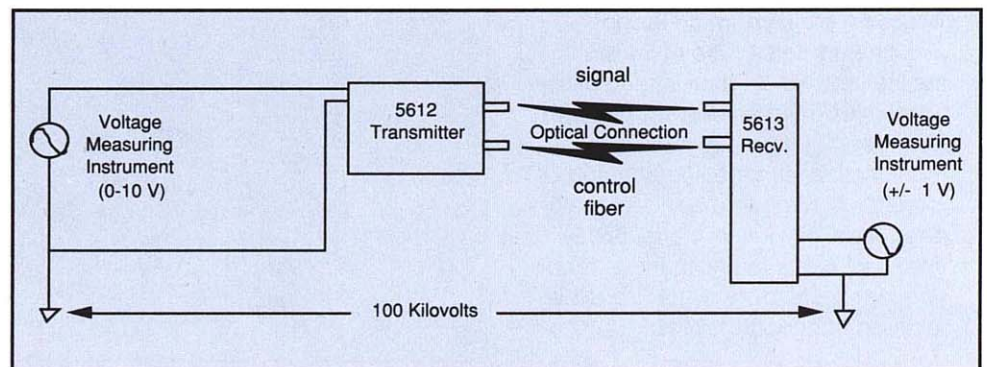 signal
5612
Transmitter
Optical Connection
5613
Recv.
Voltage
Measuring
Instrument
(0-10 V)
Voltage
Measuring
Instrument
(+/- 1 V)
control
fiber
100 Kilovolts